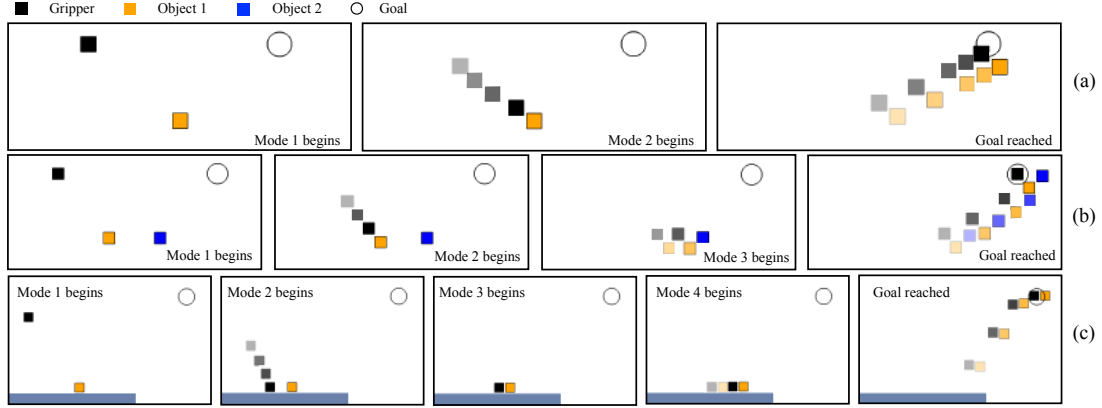 Gripper Object 1 Object 2 Goal
Mode 1 begins Mode 2 begins Goal reached (a)
Mode 1 begins Mode 2 begins Mode 3 begins Goal reached (b)
Mode 1 begins Mode 2 begins Mode 3 begins Mode 4 begins Goal reached (c)